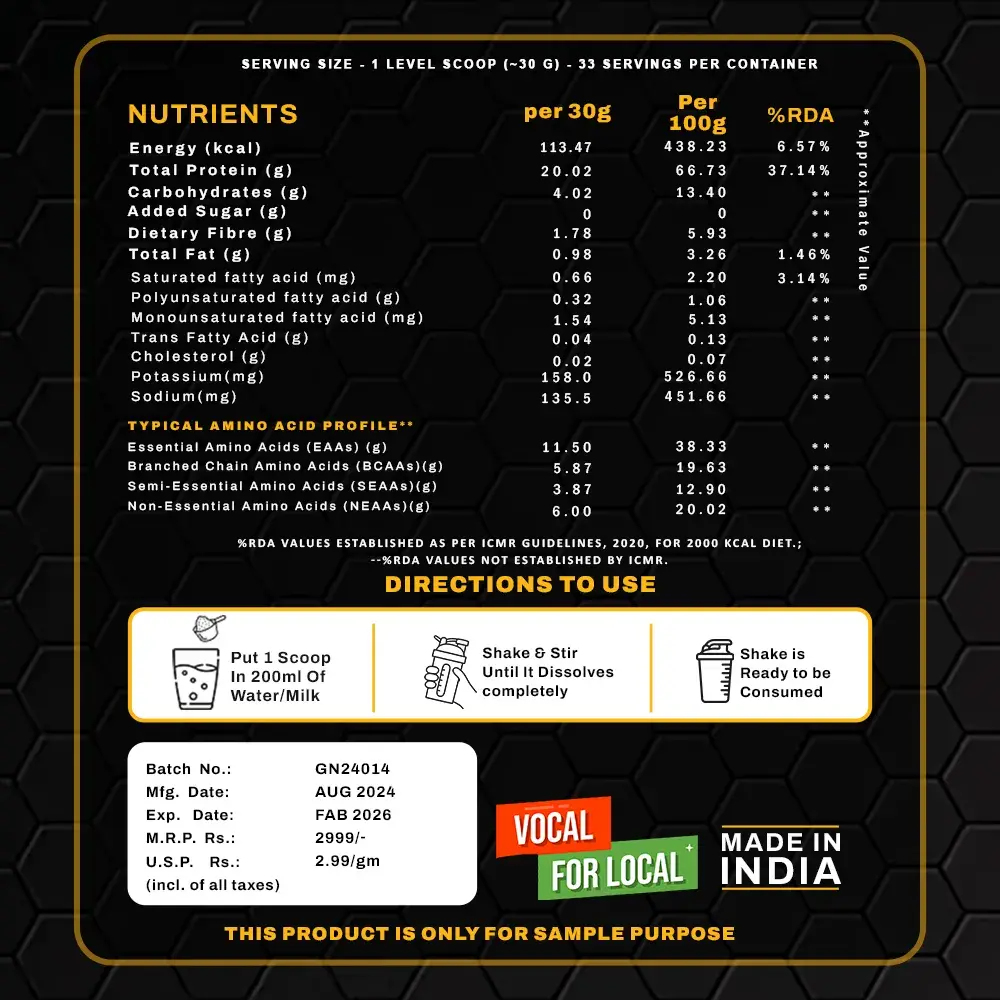 SERVING SIZE - 1 LEVEL SCOOP (~30 G) - 33 SERVINGS PER CONTAINER
NUTRIENTS per 30g Per 100g %RDA
Energy (kcal) 113.47 438.23 6.57%
Total Protein (g) 20.02 66.73 37.14%
Carbohydrates (g) 4.02 13.40 **
Added Sugar (g) 0 0 **
Dietary Fibre (g) 1.78 5.93 **
Total Fat (g) 0.98 3.26 1.46%
Saturated fatty acid (mg) 0.66 2.20 3.14%
Polyunsaturated fatty acid (g) 0.32 1.06 **
Monounsaturated fatty acid (mg) 1.54 5.13 **
Trans Fatty Acid (g) 0.04 0.13 **
Cholesterol (g) 0.02 0.07 **
Potassium(mg) 158.0 526.66 **
Sodium(mg) 135.5 451.66 **
**Approximate Value
TYPICAL AMINO ACID PROFILE**
Essential Amino Acids (EAAs) (g) 11.50 38.33 **
Branched Chain Amino Acids (BCAAs)(g) 5.87 19.63 **
Semi-Essential Amino Acids (SEAAs)(g) 3.87 12.90 **
Non-Essential Amino Acids (NEAAs)(g) 6.00 20.02 **
%RDA VALUES ESTABLISHED AS PER ICMR GUIDELINES, 2020, FOR 2000 KCAL DIET.;
--%RDA VALUES NOT ESTABLISHED BY ICMR.
DIRECTIONS TO USE
Put 1 Scoop
In 200ml Of
Water/Milk
Shake & Stir
Until It Dissolves
completely
Shake is
Ready to be
Consumed
Batch No.: GN24014
Mfg. Date: AUG 2024
Exp. Date: FAB 2026
M.R.P. Rs.: 2999/-
U.S.P. Rs.: 2.99/gm
(incl. of all taxes)
VOCAL
FOR LOCAL
MADE IN
INDIA
THIS PRODUCT IS ONLY FOR SAMPLE PURPOSE